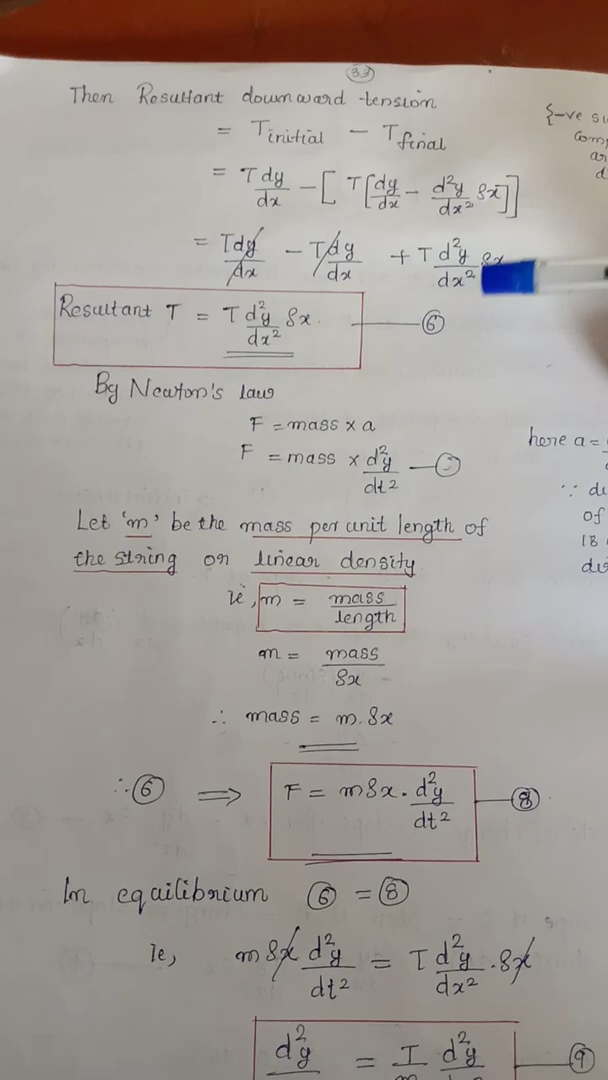 33
Then Resultant downward tension
= T initial − T final
= T dy/dx − [ T [ dy/dx − d²y/dx² δx ] ]
= T dy/dx − T dy/dx + T d²y/dx² δx
Resultant T = T d²y/dx² δx. — ⑥
By Newton's law
F = mass x a
F = mass x d²y/dt² — ⑦
Let 'm' be the mass per unit length of
the string or linear density
ie, m = mass/length
m = mass/δx
∴ mass = m.δx
∴ ⑥ ⟹ F = mδx . d²y/dt² — ⑧
In equilibrium ⑥ = ⑧
ie, m δx d²y/dt² = T d²y/dx² . δx
d²y = T/m d²y — ⑨
{-ve
here a =
∵
of